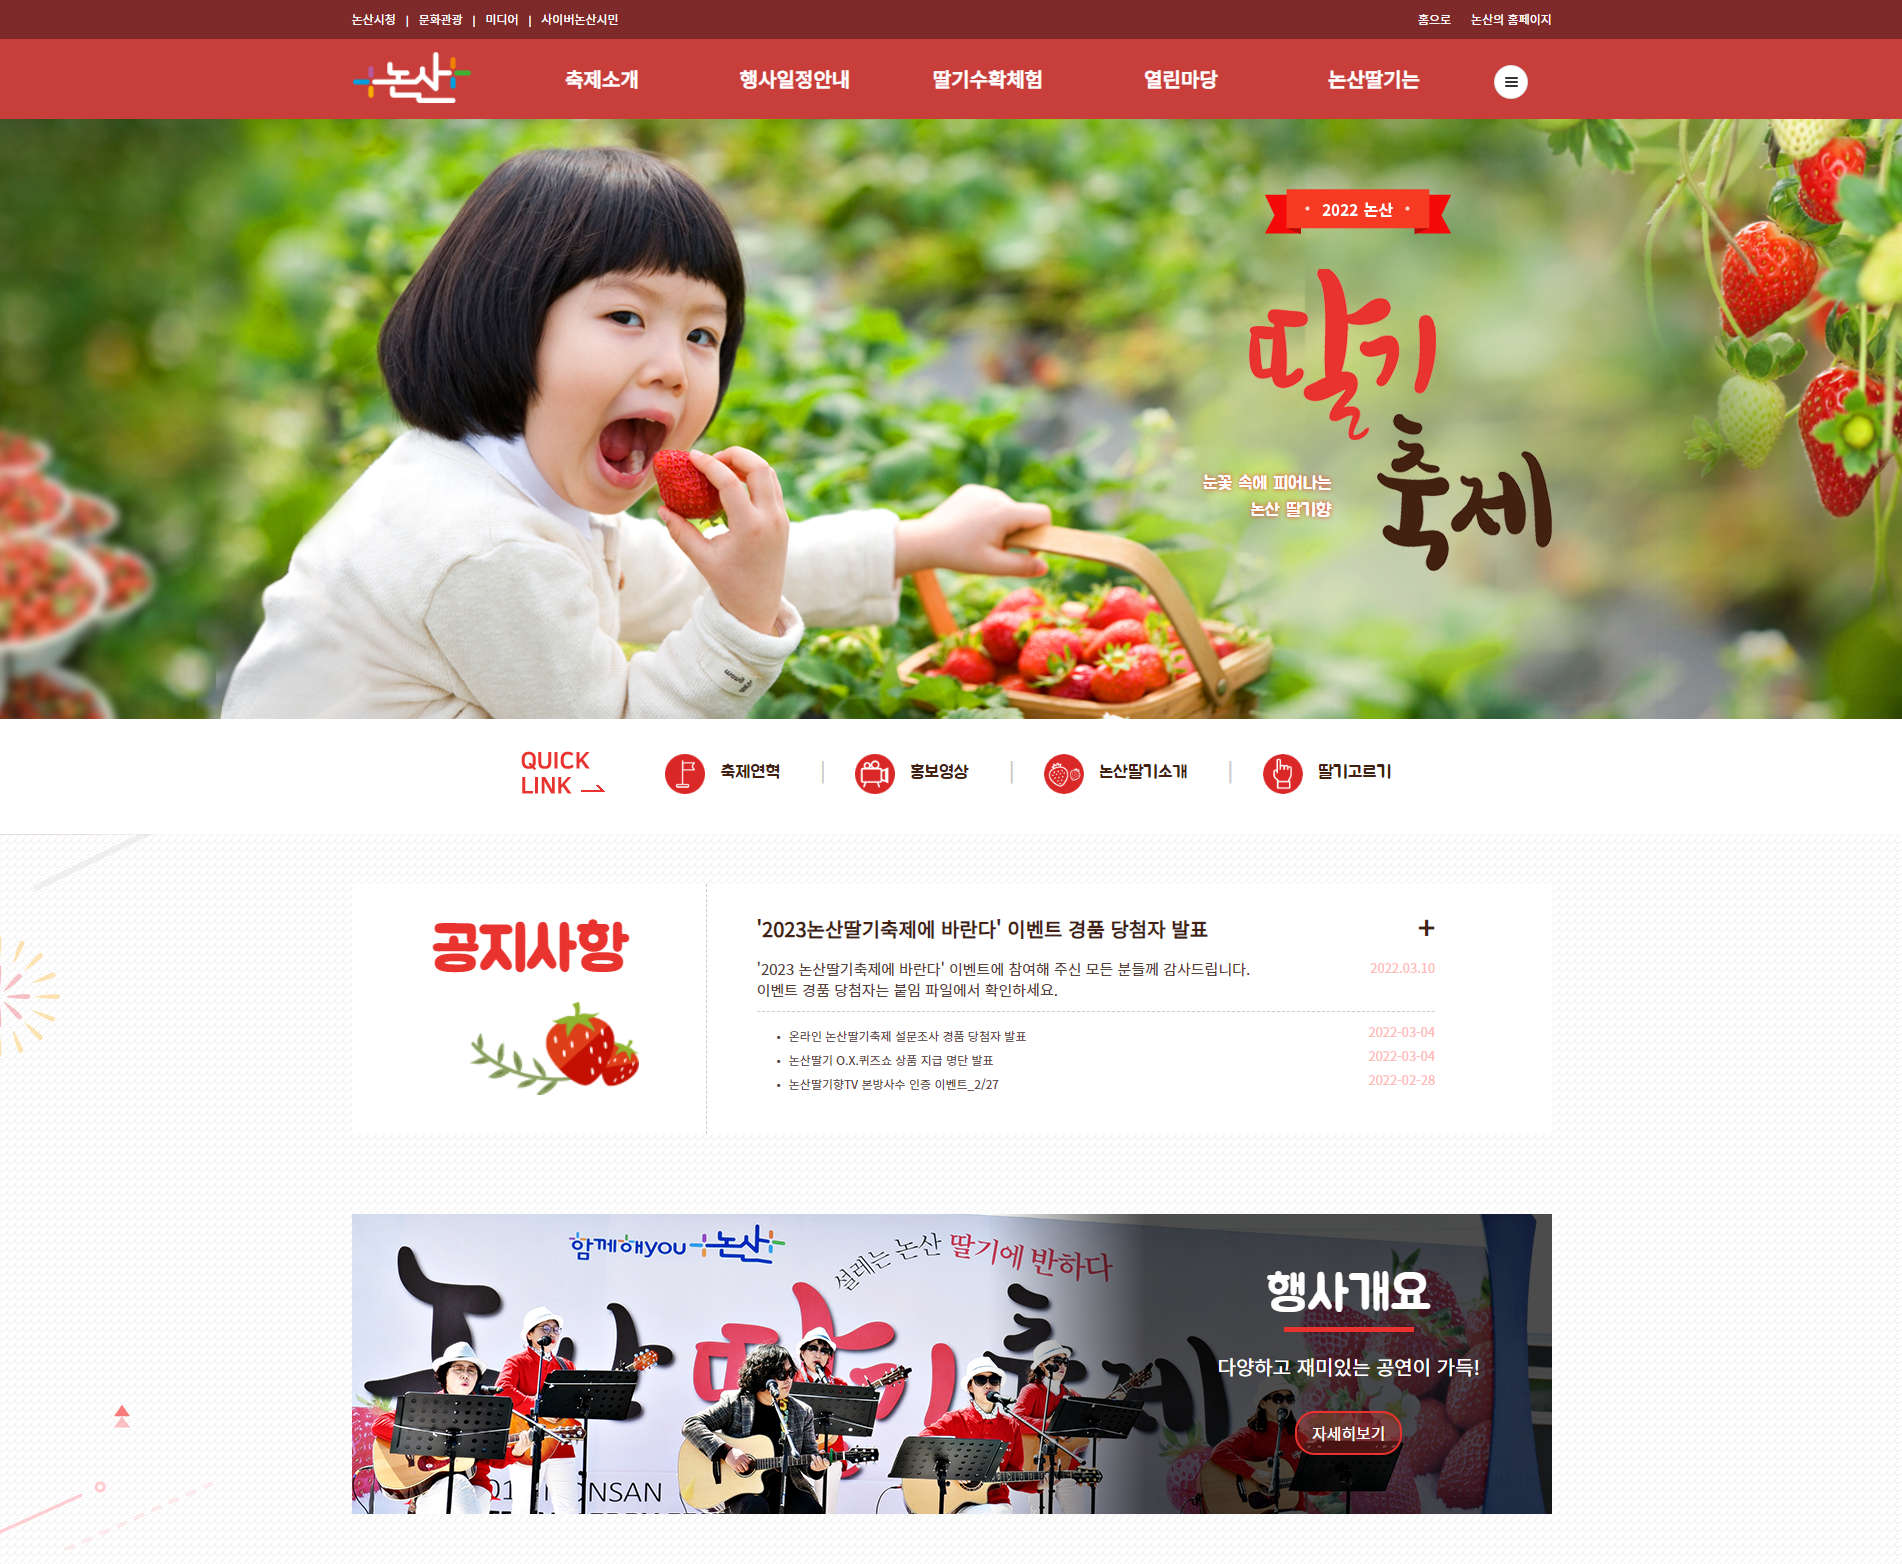 논산시청 | 문화관광 | 미디어 | 사이버논산시민
홈으로 논산의 홈페이지
논산
축제소개 행사일정안내 딸기수확체험 열린마당 논산딸기는
2022 논산
딸기
축제
눈꽃 속에 피어나는
논산 딸기향
QUICK
LINK
축제연혁 | 홍보영상 | 논산딸기소개 | 딸기고르기
공지사항
'2023논산딸기축제에 바란다' 이벤트 경품 당첨자 발표 +
'2023 논산딸기축제에 바란다' 이벤트에 참여해 주신 모든 분들께 감사드립니다. 2022.03.10
이벤트 경품 당첨자는 붙임 파일에서 확인하세요.
• 온라인 논산딸기축제 설문조사 경품 당첨자 발표 2022-03-04
• 논산딸기 O.X.퀴즈쇼 상품 지급 명단 발표 2022-03-04
• 논산딸기향TV 본방사수 인증 이벤트_2/27 2022-02-28
함께해you 논산
설레는 논산 딸기에 반하다
논산 딸기축제
행사개요
다양하고 재미있는 공연이 가득!
자세히보기